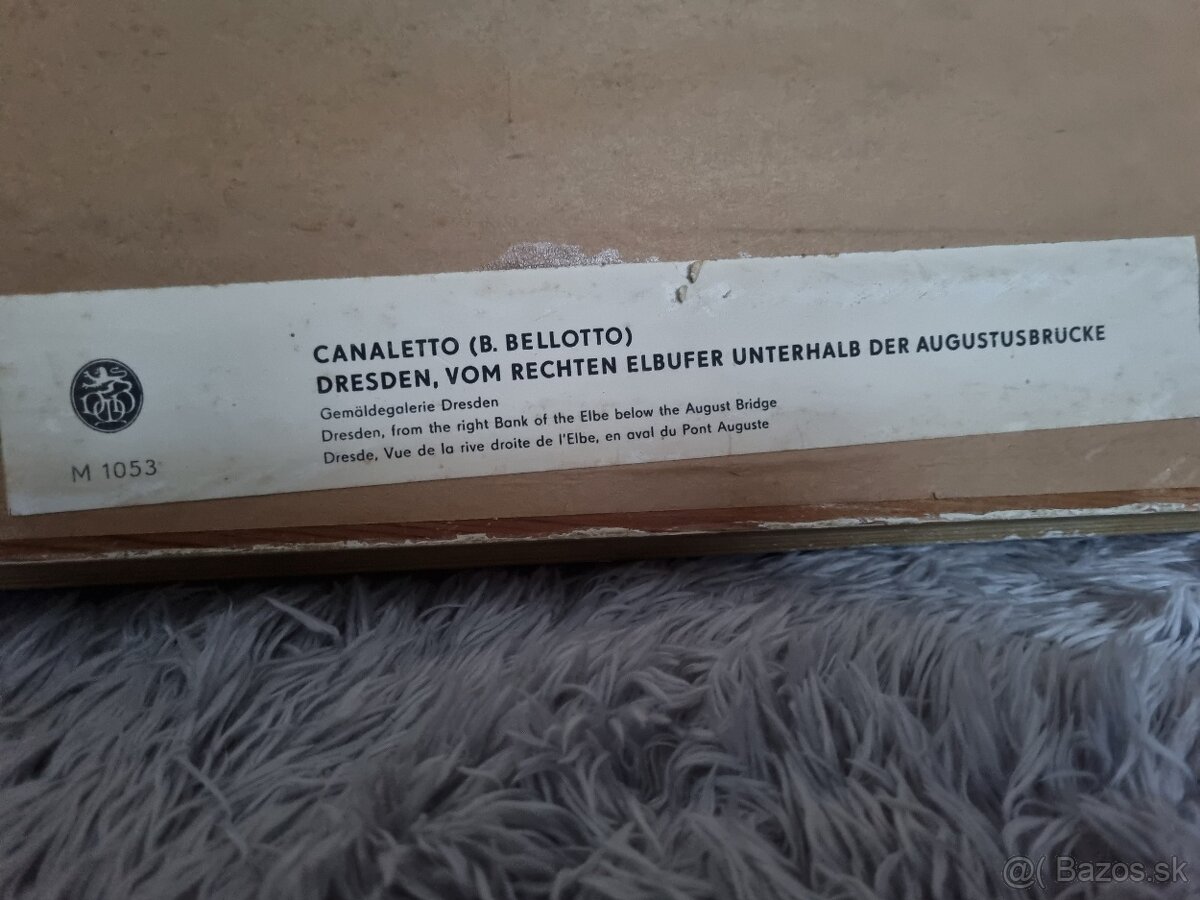 CANALETTO (B. BELLOTTO)
DRESDEN, VOM RECHTEN ELBUFER UNTERHALB DER AUGUSTUSBRÜCKE
Gemäldegalerie Dresden
Dresden, from the right Bank of the Elbe below the August Bridge
Dresde, Vue de la rive droite de l'Elbe, en aval du Pont Auguste
M 1053
@( Bazos.sk